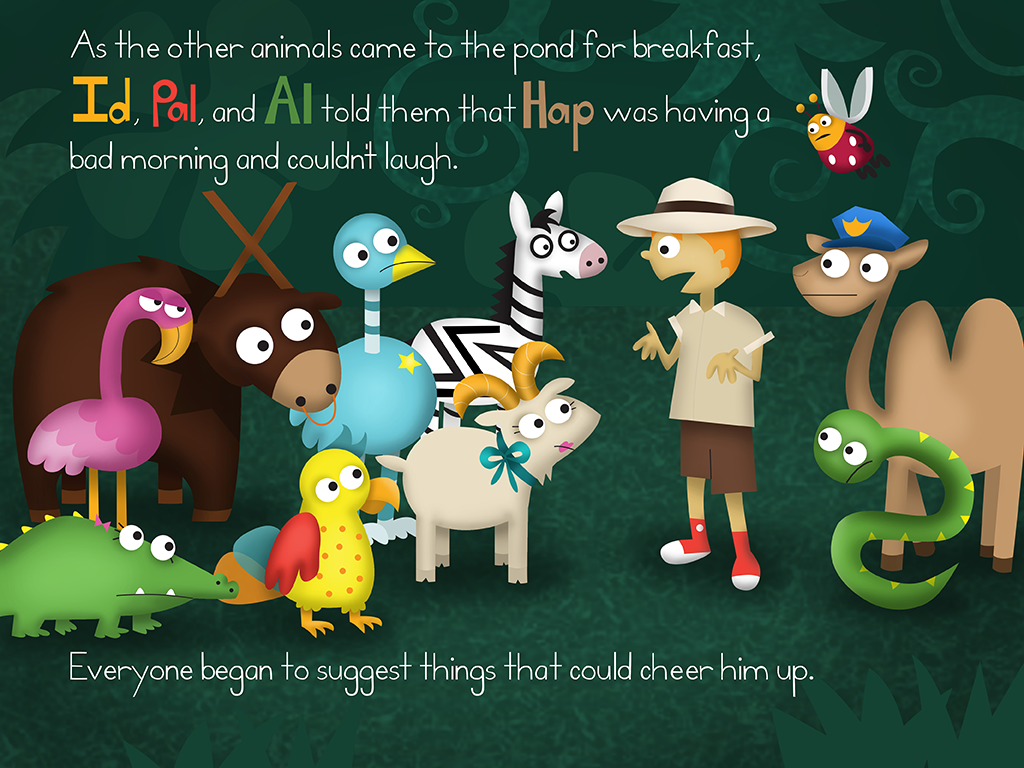 As the other animals came to the pond for breakfast,
Id, Pal, and Al told them that Hap was having a
bad morning and couldn't laugh.
Everyone began to suggest things that could cheer him up.